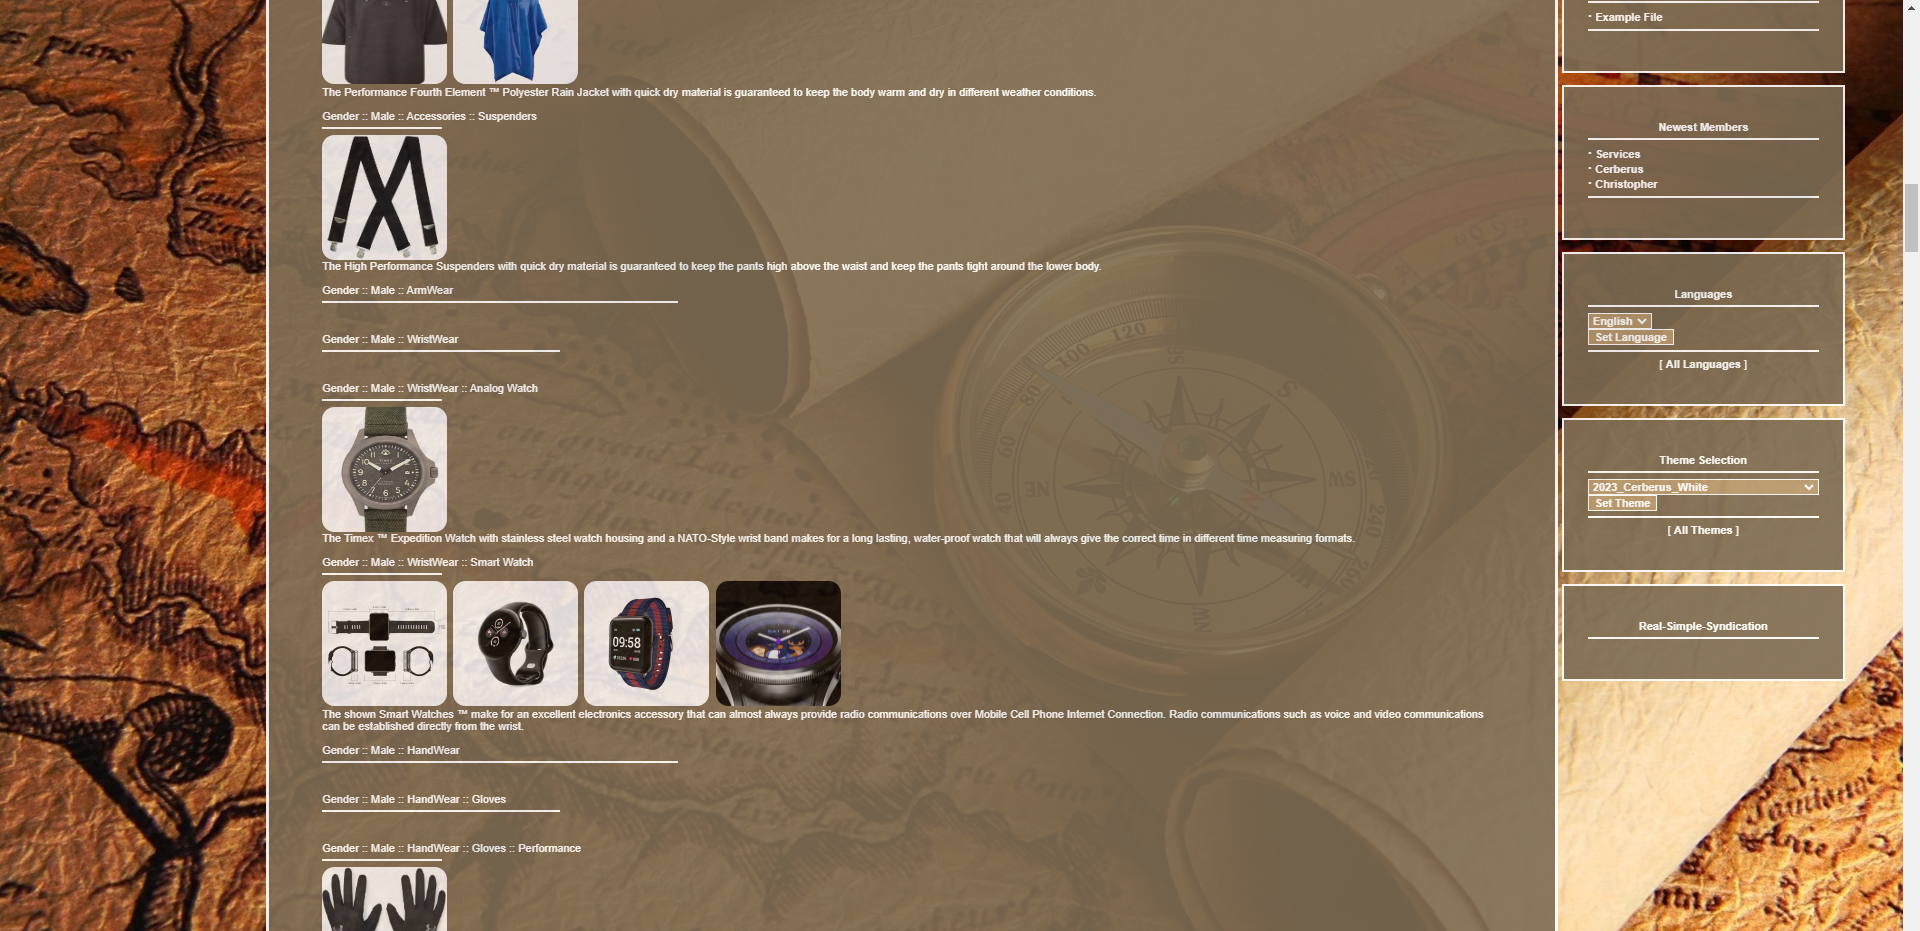 The Performance Fourth Element ™ Polyester Rain Jacket with quick dry material is guaranteed to keep the body warm and dry in different weather conditions.
Gender :: Male :: Accessories :: Suspenders
The High Performance Suspenders with quick dry material is guaranteed to keep the pants high above the waist and keep the pants tight around the lower body.
Gender :: Male :: ArmWear
Gender :: Male :: WristWear
Gender :: Male :: WristWear :: Analog Watch
The Timex ™ Expedition Watch with stainless steel watch housing and a NATO-Style wrist band makes for a long lasting, water-proof watch that will always give the correct time in different time measuring formats.
Gender :: Male :: WristWear :: Smart Watch
09:58
The shown Smart Watches ™ make for an excellent electronics accessory that can almost always provide radio communications over Mobile Cell Phone Internet Connection. Radio communications such as voice and video communications
can be established directly from the wrist.
Gender :: Male :: HandWear
Gender :: Male :: HandWear :: Gloves
Gender :: Male :: HandWear :: Gloves :: Performance
· Example File
Newest Members
· Services
· Cerberus
· Christopher
Languages
English
Set Language
[ All Languages ]
Theme Selection
2023_Cerberus_White
Set Theme
[ All Themes ]
Real-Simple-Syndication
120
100
80
60
40
NE
SW
240
260